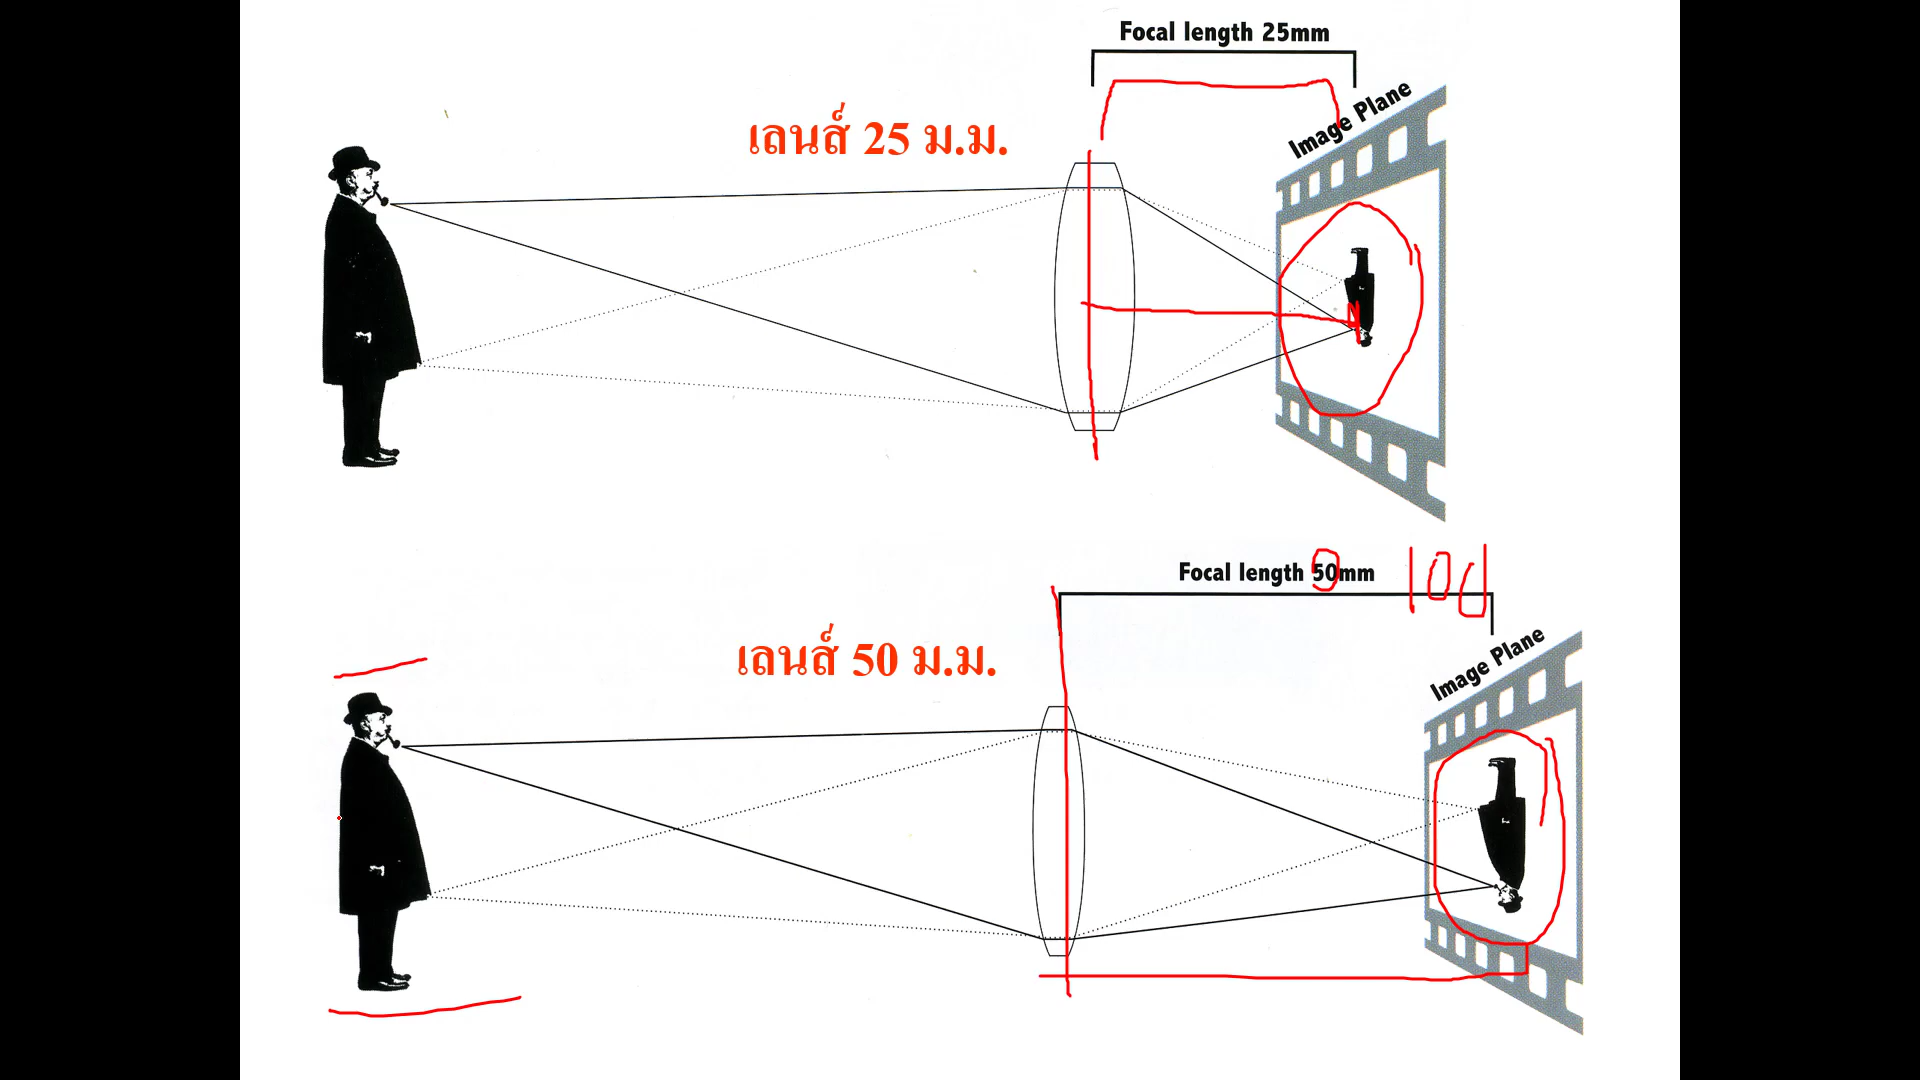 Focal length 25mm
Image Plane
เลนส์ 25 ม.ม.
Focal length 50mm
เลนส์ 50 ม.ม.
Image Plane